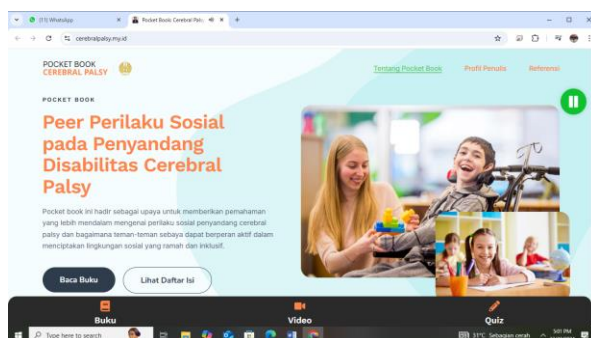 (11) WhatsApp
Pocket Book Cerebral Pals
cerebralpalsy.my.id
POCKET BOOK
CEREBRAL PALSY
Tentang Pocket Book
Profil Penulis
Referensi
POCKET BOOK
Peer Perilaku Sosial
pada Penyandang
Disabilitas Cerebral
Palsy
Pocket book ini hadir sebagai upaya untuk memberikan pemahaman
yang lebih mendalam mengenai perilaku sosial penyandang cerebral
palsy dan bagaimana teman-teman sebaya dapat berperan aktif dalam
menciptakan lingkungan sosial yang ramah dan inklusif.
Baca Buku
Lihat Daftar Isi
Buku
Video
Quiz
Type here to search
31°C Sebagian cerah
5:01 PM